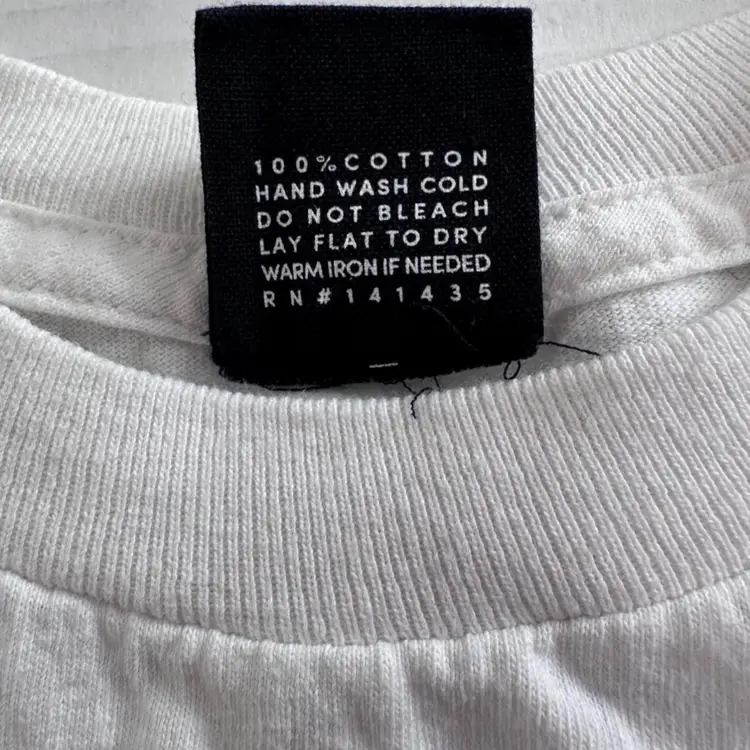 100% COTTON
HAND WASH COLD
DO NOT BLEACH
LAY FLAT TO DRY
WARM IRON IF NEEDED
RN#141435